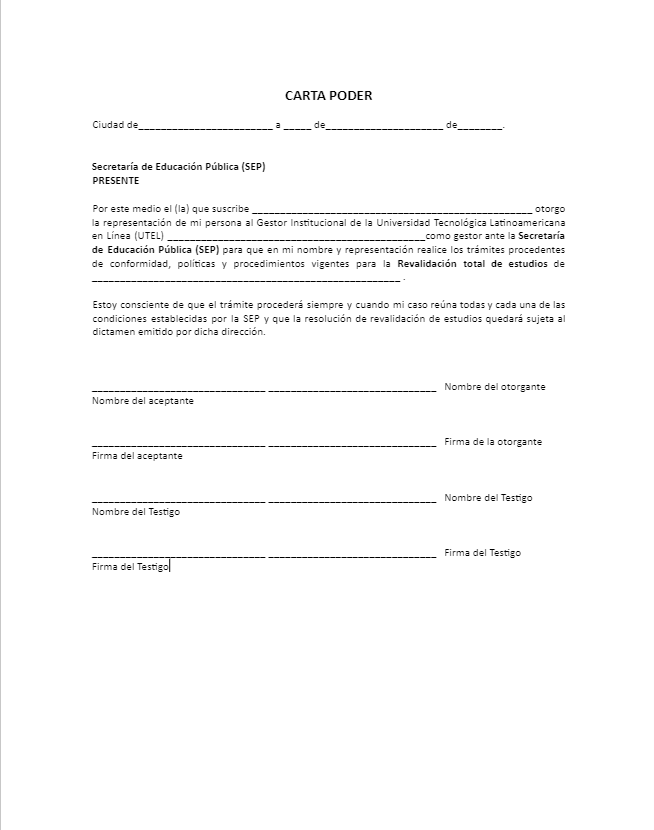 CARTA PODER
Ciudad de________________________ a _____ de_____________________ de________.
Secretaría de Educación Pública (SEP)
PRESENTE
Por este medio el (la) que suscribe __________________________________________________ otorgo
la representación de mi persona al Gestor Institucional de la Universidad Tecnológica Latinoamericana
en Línea (UTEL) ______________________________________________como gestor ante la Secretaría
de Educación Pública (SEP) para que en mi nombre y representación realice los trámites procedentes
de conformidad, políticas y procedimientos vigentes para la Revalidación total de estudios de
_______________________________________________________ .
Estoy consciente de que el trámite procederá siempre y cuando mi caso reúna todas y cada una de las
condiciones establecidas por la SEP y que la resolución de revalidación de estudios quedará sujeta al
dictamen emitido por dicha dirección.
_______________________________ ______________________________ Nombre del otorgante
Nombre del aceptante
_______________________________ ______________________________ Firma de la otorgante
Firma del aceptante
_______________________________ ______________________________ Nombre del Testigo
Nombre del Testigo
_______________________________ ______________________________ Firma del Testigo
Firma del Testigo